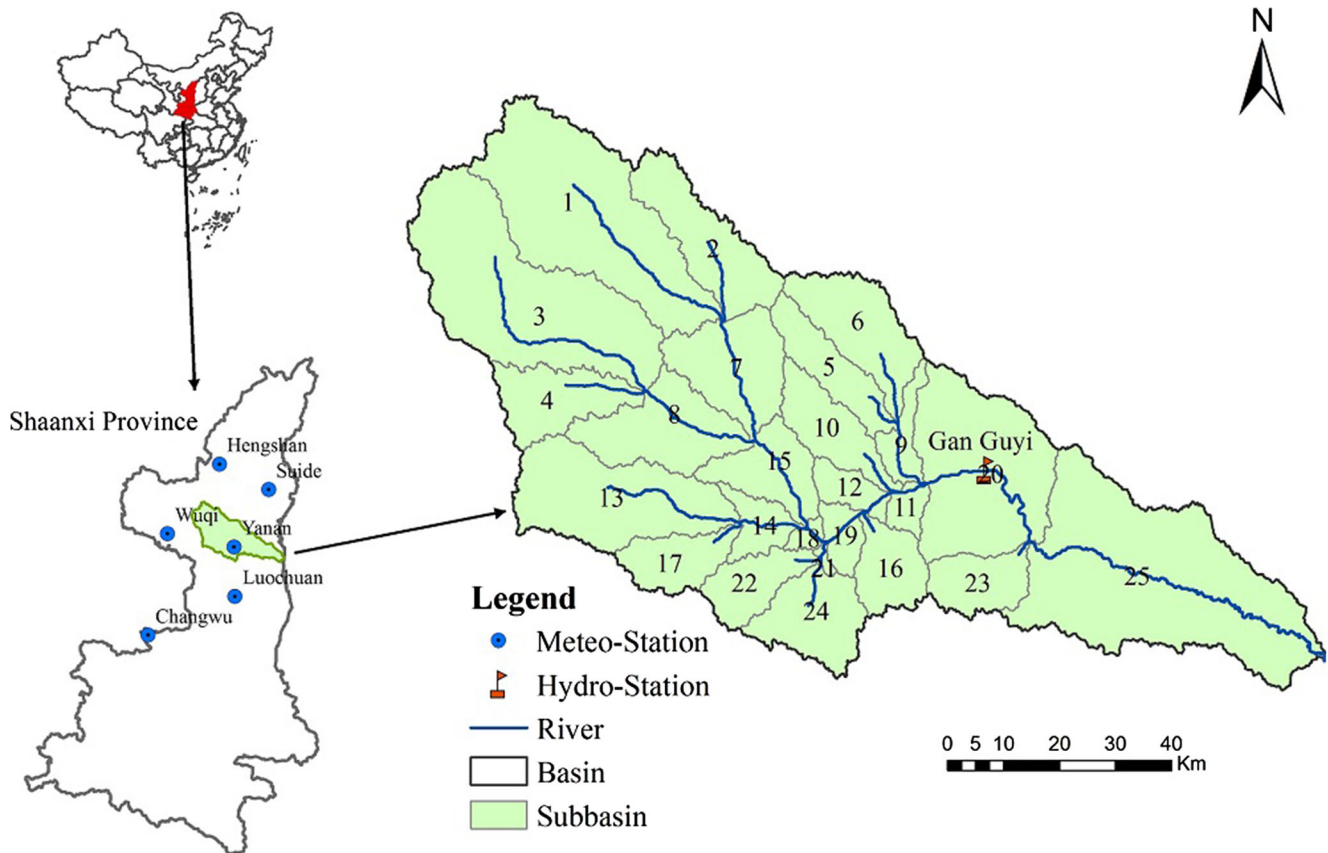 N
1
2
3
6
5
7
4
8
10
9
Gan Guyi
15
20
12
13
11
14
18
19
17
22
21
16
23
25
24
Shaanxi Province
Hengshan
Suide
Wuqi
Yanan
Luochuan
Changwu
Legend
Meteo-Station
Hydro-Station
River
Basin
Subbasin
0 5 10 20 30 40
Km